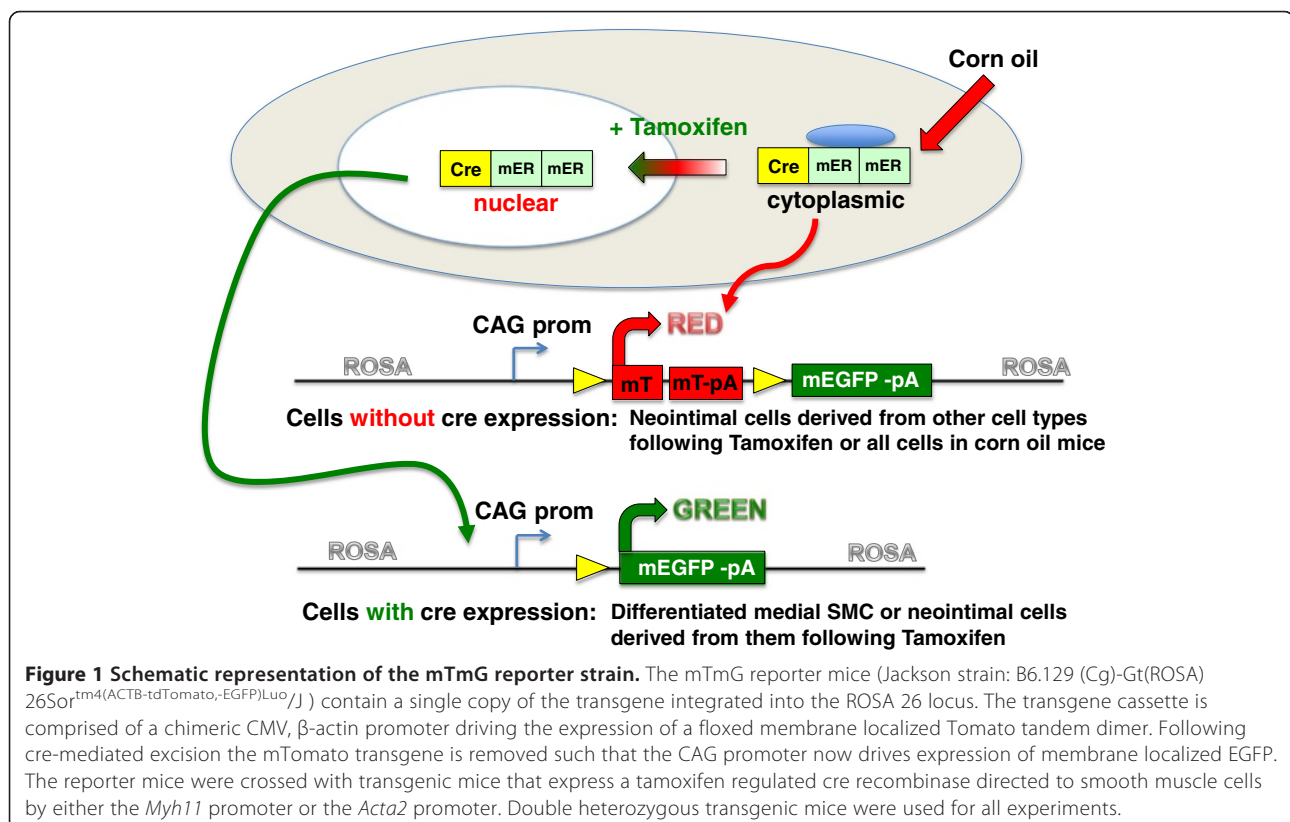 Corn oil
+ Tamoxifen
Cre mER mER
nuclear
Cre mER mER
cytoplasmic
CAG prom
RED
ROSA
mT
mT-pA
mEGFP -pA
ROSA
Cells without cre expression: Neointimal cells derived from other cell types
following Tamoxifen or all cells in corn oil mice
CAG prom
GREEN
ROSA
mEGFP -pA
ROSA
Cells with cre expression: Differentiated medial SMC or neointimal cells
derived from them following Tamoxifen
Figure 1 Schematic representation of the mTmG reporter strain. The mTmG reporter mice (Jackson strain: B6.129 (Cg)-Gt(ROSA)
26Sortm4(ACTB-tdTomato,-EGFP)Luo/J ) contain a single copy of the transgene integrated into the ROSA 26 locus. The transgene cassette is
comprised of a chimeric CMV, β-actin promoter driving the expression of a floxed membrane localized Tomato tandem dimer. Following
cre-mediated excision the mTomato transgene is removed such that the CAG promoter now drives expression of membrane localized EGFP.
The reporter mice were crossed with transgenic mice that express a tamoxifen regulated cre recombinase directed to smooth muscle cells
by either the Myh11 promoter or the Acta2 promoter. Double heterozygous transgenic mice were used for all experiments.